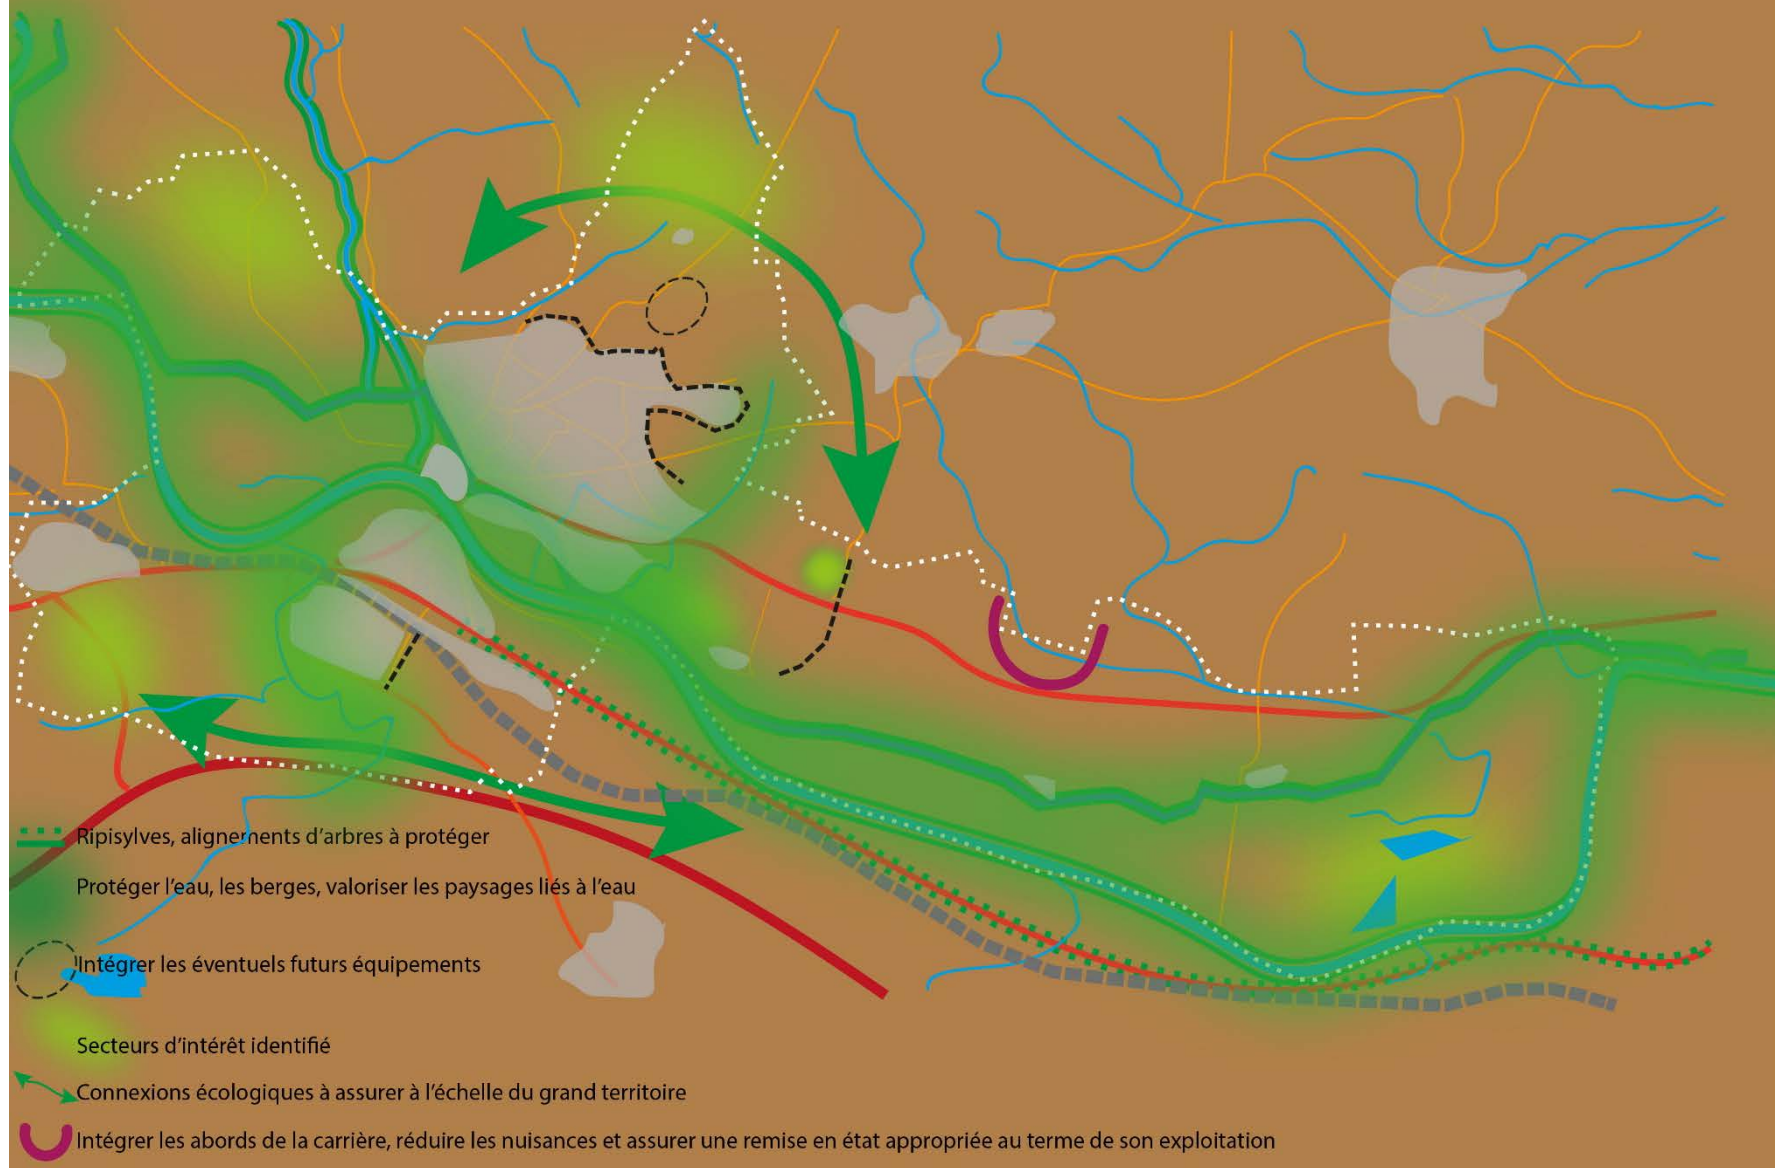 Ripisylves, alignements d'arbres à protéger
Protéger l'eau, les berges, valoriser les paysages liés à l'eau
Intégrer les éventuels futurs équipements
Secteurs d'intérêt identifié
Connexions écologiques à assurer à l'échelle du grand territoire
Intégrer les abords de la carrière, réduire les nuisances et assurer une remise en état appropriée au terme de son exploitation